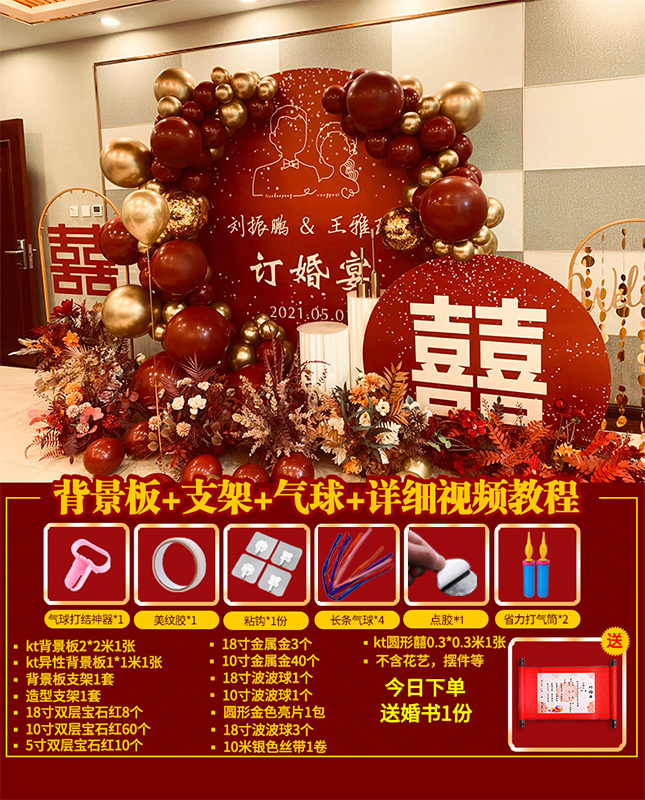 囍
liuzhenpeng
刘振鹏 & 王雅
订婚宴
2021.05.0
囍
背景板+支架+气球+详细视频教程
气球打结神器*1
美纹胶*1
粘钩*1份
长条气球*4
点胶*1
省力打气筒*2
kt背景板2*2米1张
kt异性背景板1*1米1张
背景板支架1套
造型支架1套
18寸双层宝石红8个
10寸双层宝石红60个
5寸双层宝石红10个
18寸金属金3个
10寸金属金40个
18寸波波球1个
10寸波波球1个
圆形金色亮片1包
18寸波波球3个
10米银色丝带1卷
kt圆形囍0.3*0.3米1张
不含花艺，摆件等
今日下单
送婚书1份
送